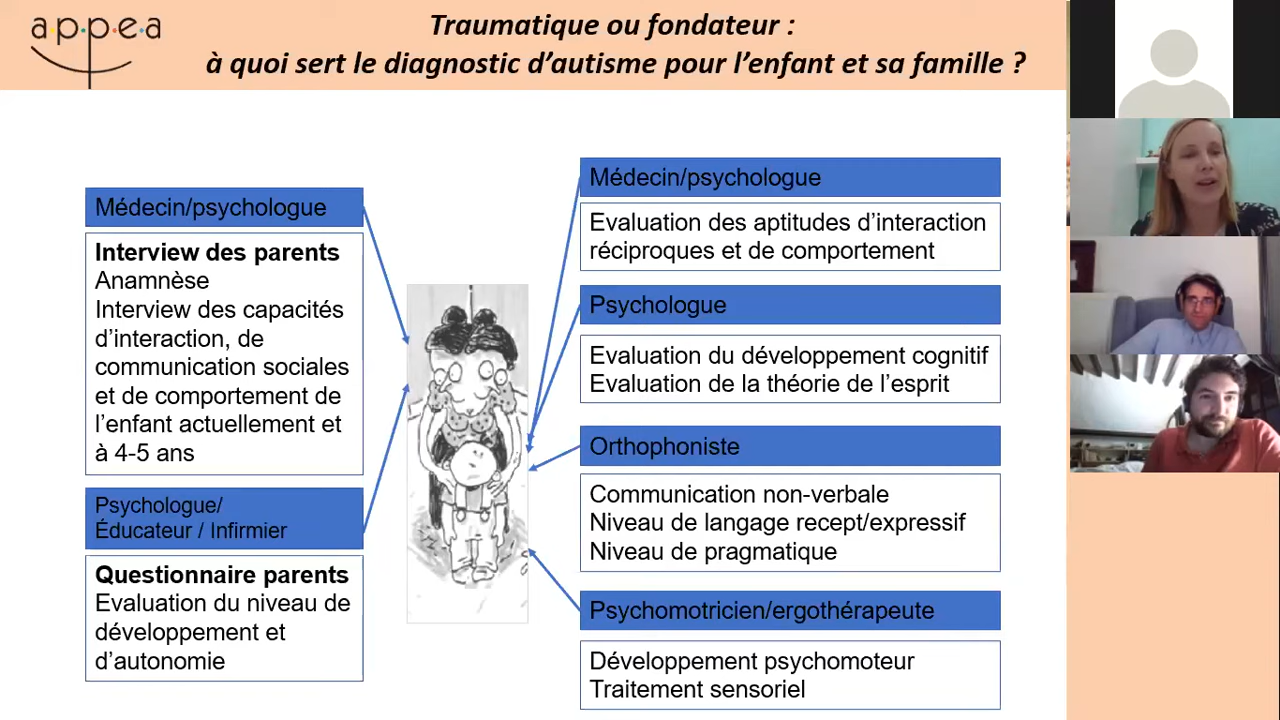 a.p.p.e.a
Traumatique ou fondateur :
à quoi sert le diagnostic d’autisme pour l’enfant et sa famille ?
Médecin/psychologue
Interview des parents
Anamnèse
Interview des capacités
d’interaction, de
communication sociales
et de comportement de
l’enfant actuellement et
à 4-5 ans
Psychologue/
Éducateur / Infirmier
Questionnaire parents
Evaluation du niveau de
développement et
d’autonomie
Médecin/psychologue
Evaluation des aptitudes d’interaction
réciproques et de comportement
Psychologue
Evaluation du développement cognitif
Evaluation de la théorie de l’esprit
Orthophoniste
Communication non-verbale
Niveau de langage recept/expressif
Niveau de pragmatique
Psychomotricien/ergothérapeute
Développement psychomoteur
Traitement sensoriel